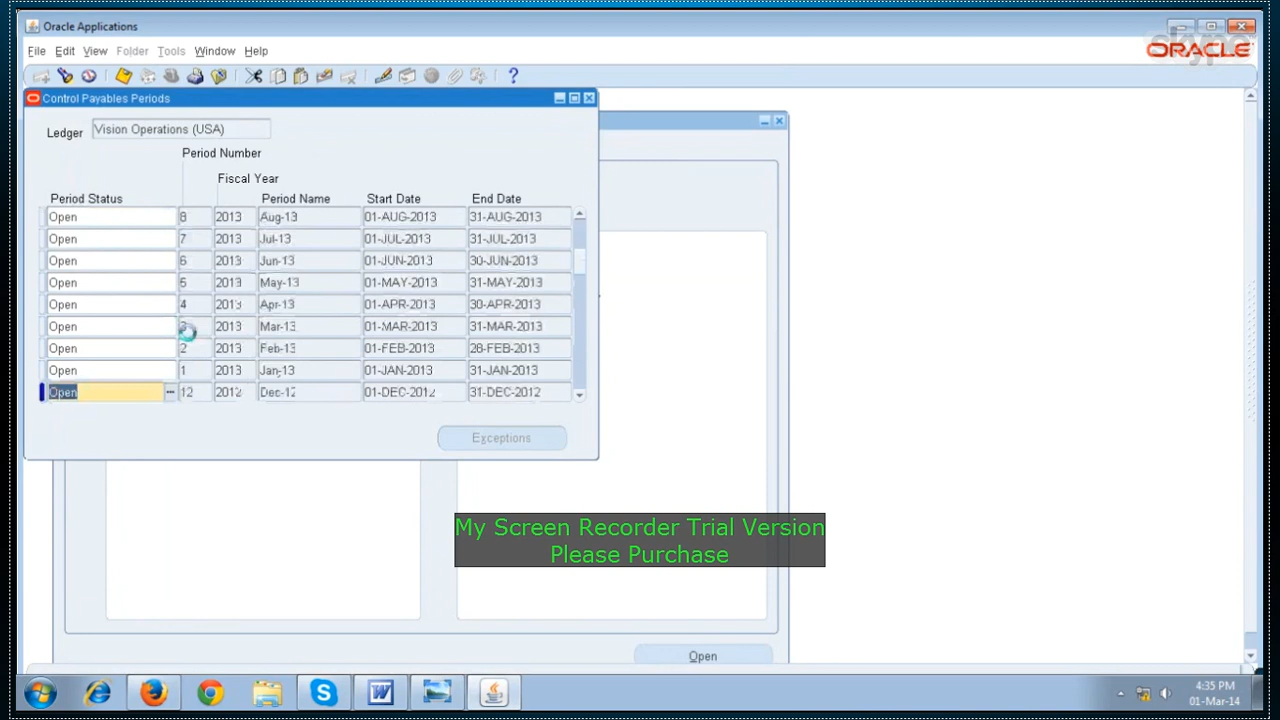 Oracle Applications
skype
File Edit View Folder Tools Window Help
ORACLE
Control Payables Periods
Ledger Vision Operations (USA)
Period Number
Fiscal Year
Period Status Period Name Start Date End Date
Open 8 2013 Aug-13 01-AUG-2013 31-AUG-2013
Open 7 2013 Jul-13 01-JUL-2013 31-JUL-2013
Open 6 2013 Jun-13 01-JUN-2013 30-JUN-2013
Open 5 2013 May-13 01-MAY-2013 31-MAY-2013
Open 4 2013 Apr-13 01-APR-2013 30-APR-2013
Open 3 2013 Mar-13 01-MAR-2013 31-MAR-2013
Open 2 2013 Feb-13 01-FEB-2013 28-FEB-2013
Open 1 2013 Jan-13 01-JAN-2013 31-JAN-2013
Open ... 12 2012 Dec-12 01-DEC-2012 31-DEC-2012
Exceptions
My Screen Recorder Trial Version
Please Purchase
Open
4:35 PM
01-Mar-14